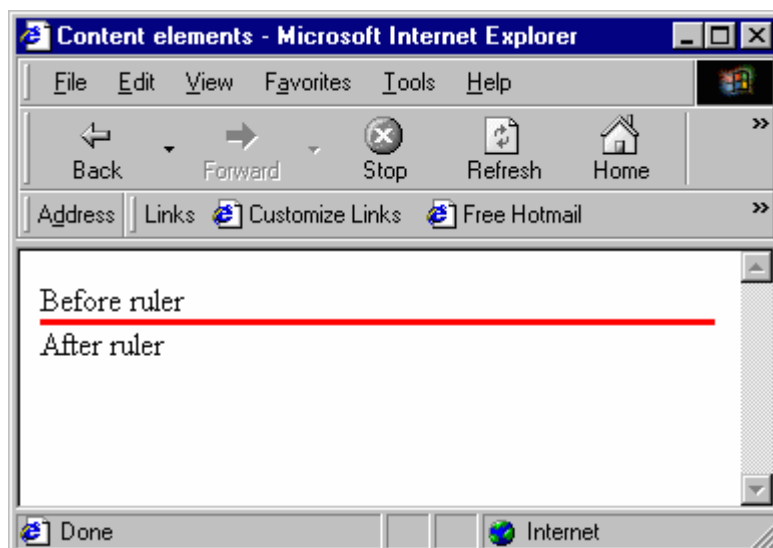 Content elements - Microsoft Internet Explorer
File Edit View Favorites Tools Help
Back Forward Stop Refresh Home »
Address Links Customize Links Free Hotmail »
Before ruler
After ruler
Done Internet